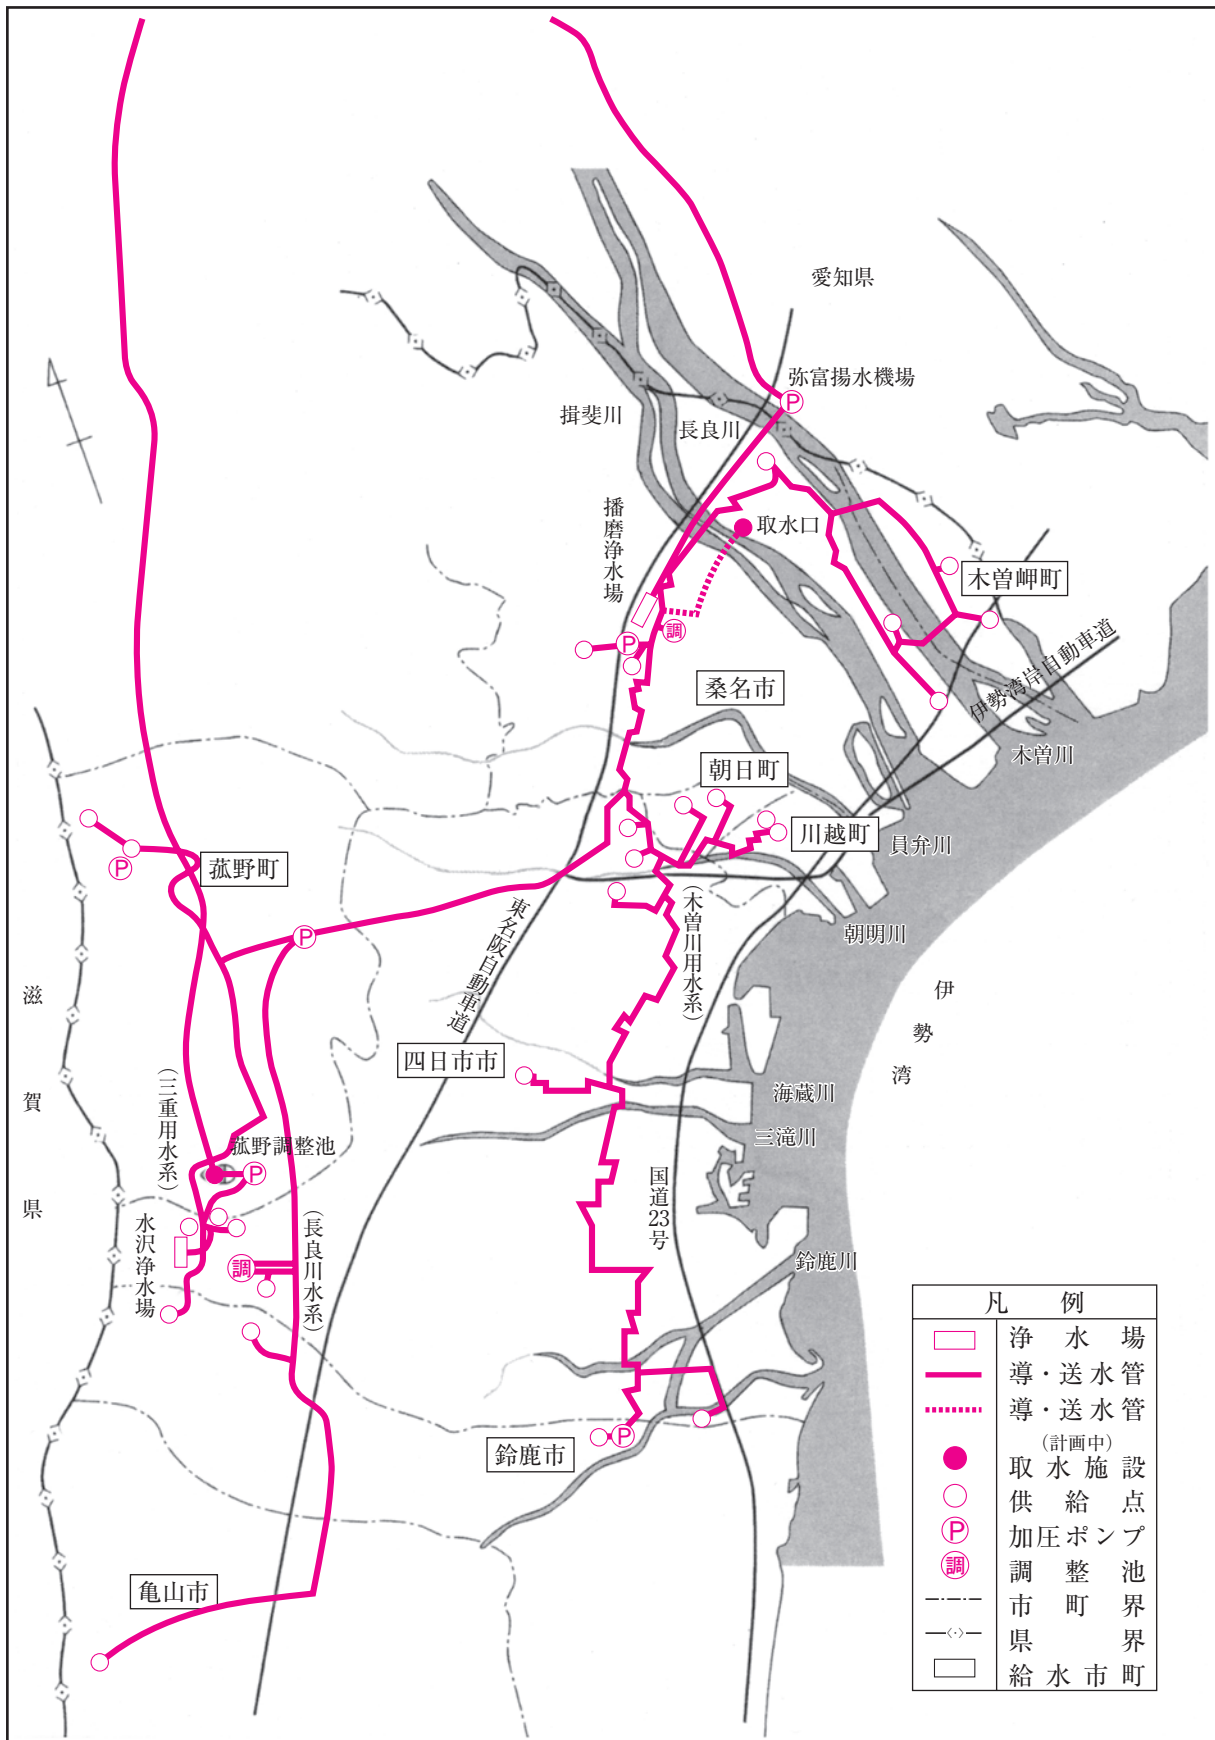 愛知県
弥富揚水機場
P
揖斐川
長良川
播磨浄水場
取水口
木曽岬町
調
P
桑名市
伊勢湾岸自動車道
木曽川
朝日町
川越町
員弁川
菰野町
P
(木曽川用水系)
朝明川
東名阪自動車道
P
伊勢湾
滋賀県
四日市市
海蔵川
三滝川
(三重用水系)
菰野調整池
P
国道23号
水沢浄水場
(長良川水系)
調
鈴鹿川
鈴鹿市
P
亀山市
凡例
浄水場
導・送水管
導・送水管
(計画中)
取水施設
供給点
P 加圧ポンプ
調 調整池
市町界
県界
給水市町